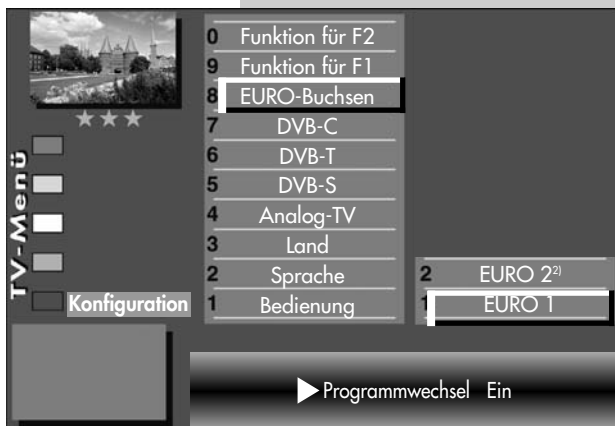 0 Funktion für F2
9 Funktion für F1
8 EURO-Buchsen
7 DVB-C
6 DVB-T
5 DVB-S
4 Analog-TV
3 Land
2 Sprache
1 Bedienung
2 EURO 2²⁾
1 EURO 1
TV-Menü
Konfiguration
Programmwechsel Ein